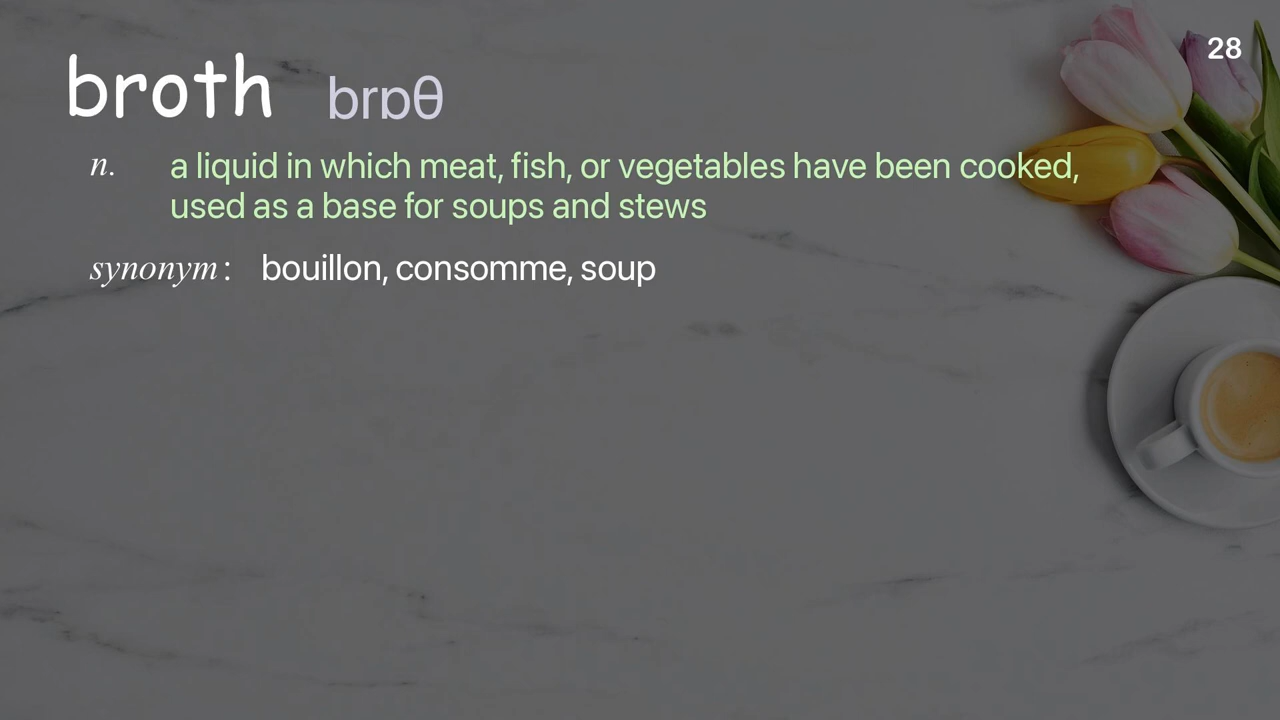 28
broth brɒθ
n. a liquid in which meat, fish, or vegetables have been cooked,
used as a base for soups and stews
synonym: bouillon, consomme, soup